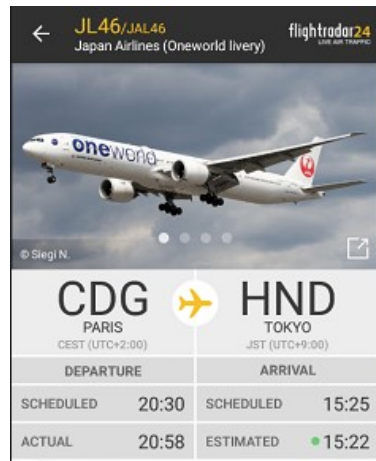 JL46/JAL46
Japan Airlines (Oneworld livery)
flightradar24
LIVE AIR TRAFFIC
oneworld
© Siegi N.
CDG
HND
PARIS
TOKYO
CEST (UTC+2:00)
JST (UTC+9:00)
DEPARTURE
ARRIVAL
SCHEDULED 20:30 SCHEDULED 15:25
ACTUAL 20:58 ESTIMATED 15:22